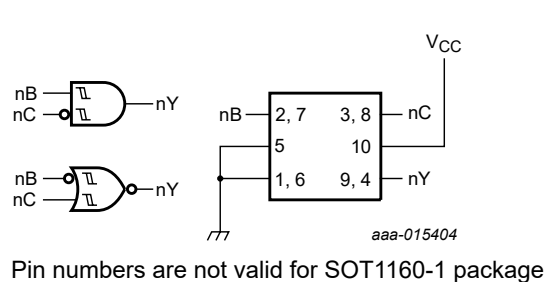 V_CC
nB
nC
nY
nB
nC
nY
nB 2, 7 3, 8 nC
5 10
1, 6 9, 4 nY
aaa-015404
Pin numbers are not valid for SOT1160-1 package